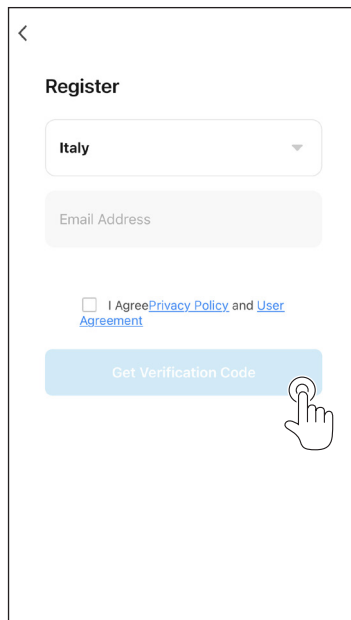 Register
Italy
Email Address
I AgreePrivacy Policy and User
Agreement
Get Verification Code